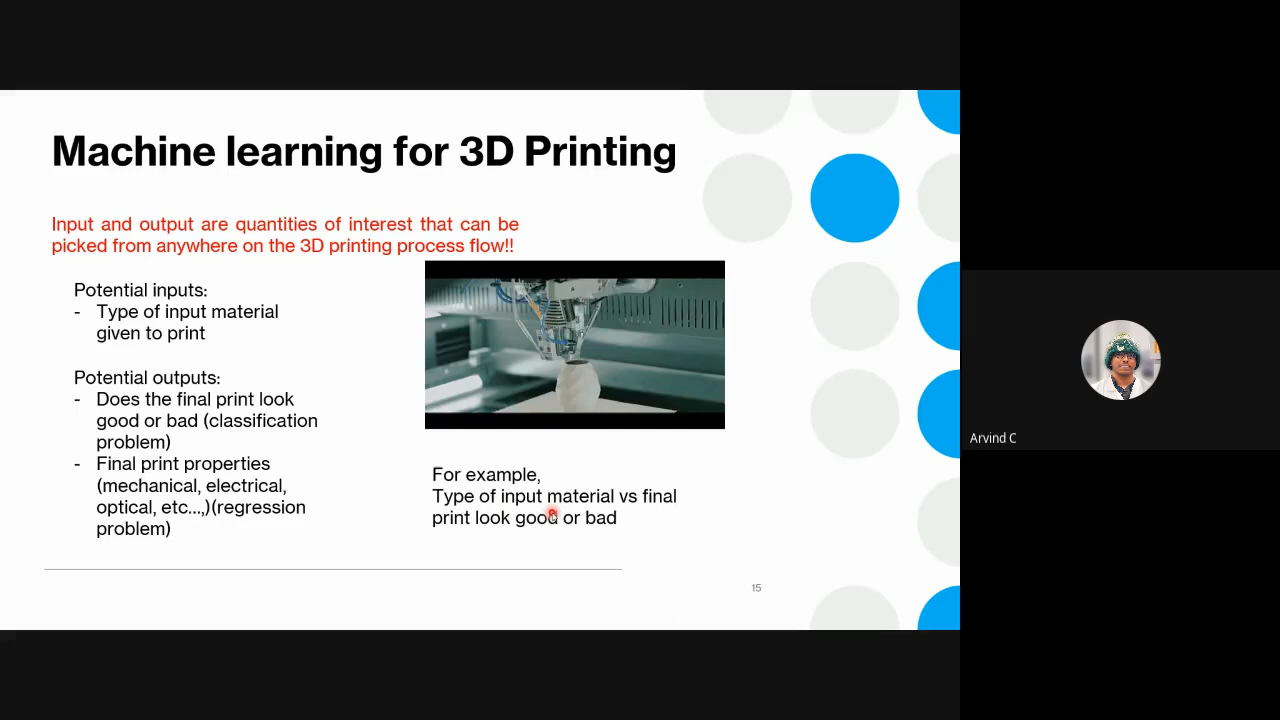 Machine learning for 3D Printing
Input and output are quantities of interest that can be
picked from anywhere on the 3D printing process flow!!
Potential inputs:
- Type of input material
given to print
Potential outputs:
- Does the final print look
good or bad (classification
problem)
- Final print properties
(mechanical, electrical,
optical, etc...,)(regression
problem)
For example,
Type of input material vs final
print look good or bad
15
Arvind C